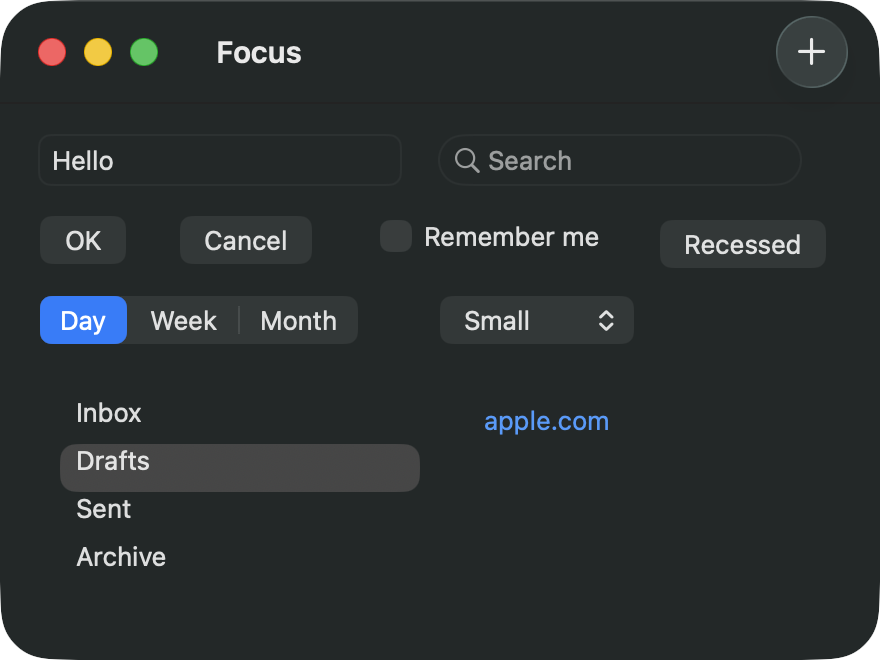 Focus
Hello
Search
OK
Cancel
Remember me
Recessed
Day
Week
Month
Small
Inbox
apple.com
Drafts
Sent
Archive